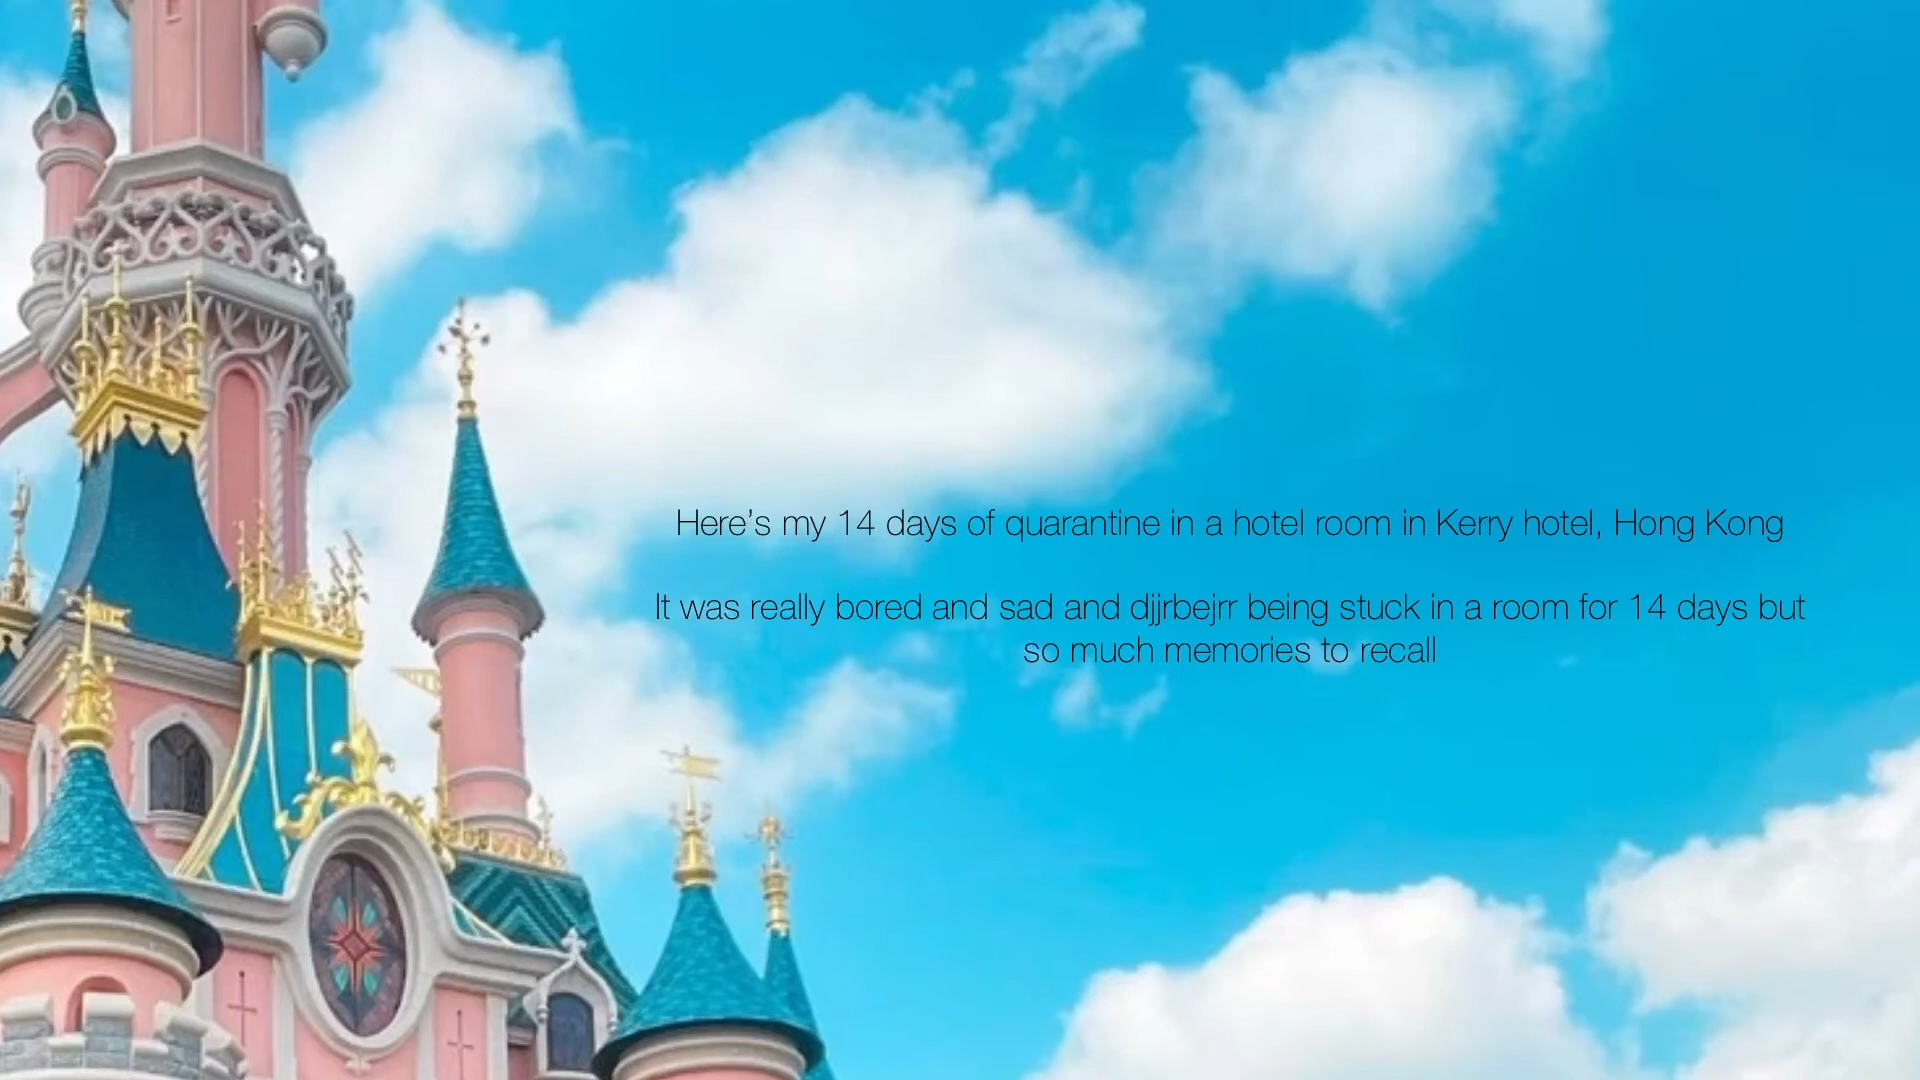 Here’s my 14 days of quarantine in a hotel room in Kerry hotel, Hong Kong
It was really bored and sad and djjrbejrr being stuck in a room for 14 days but
so much memories to recall